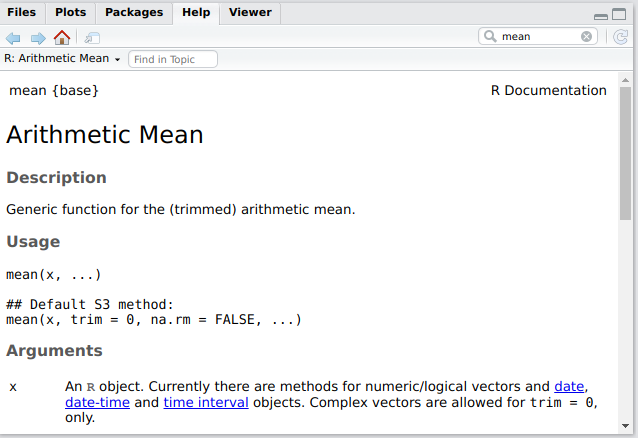 Files Plots Packages Help Viewer
mean
R: Arithmetic Mean Find in Topic
mean {base} R Documentation
Arithmetic Mean
Description
Generic function for the (trimmed) arithmetic mean.
Usage
mean(x, ...)
## Default S3 method:
mean(x, trim = 0, na.rm = FALSE, ...)
Arguments
x An R object. Currently there are methods for numeric/logical vectors and date,
date-time and time interval objects. Complex vectors are allowed for trim = 0,
only.